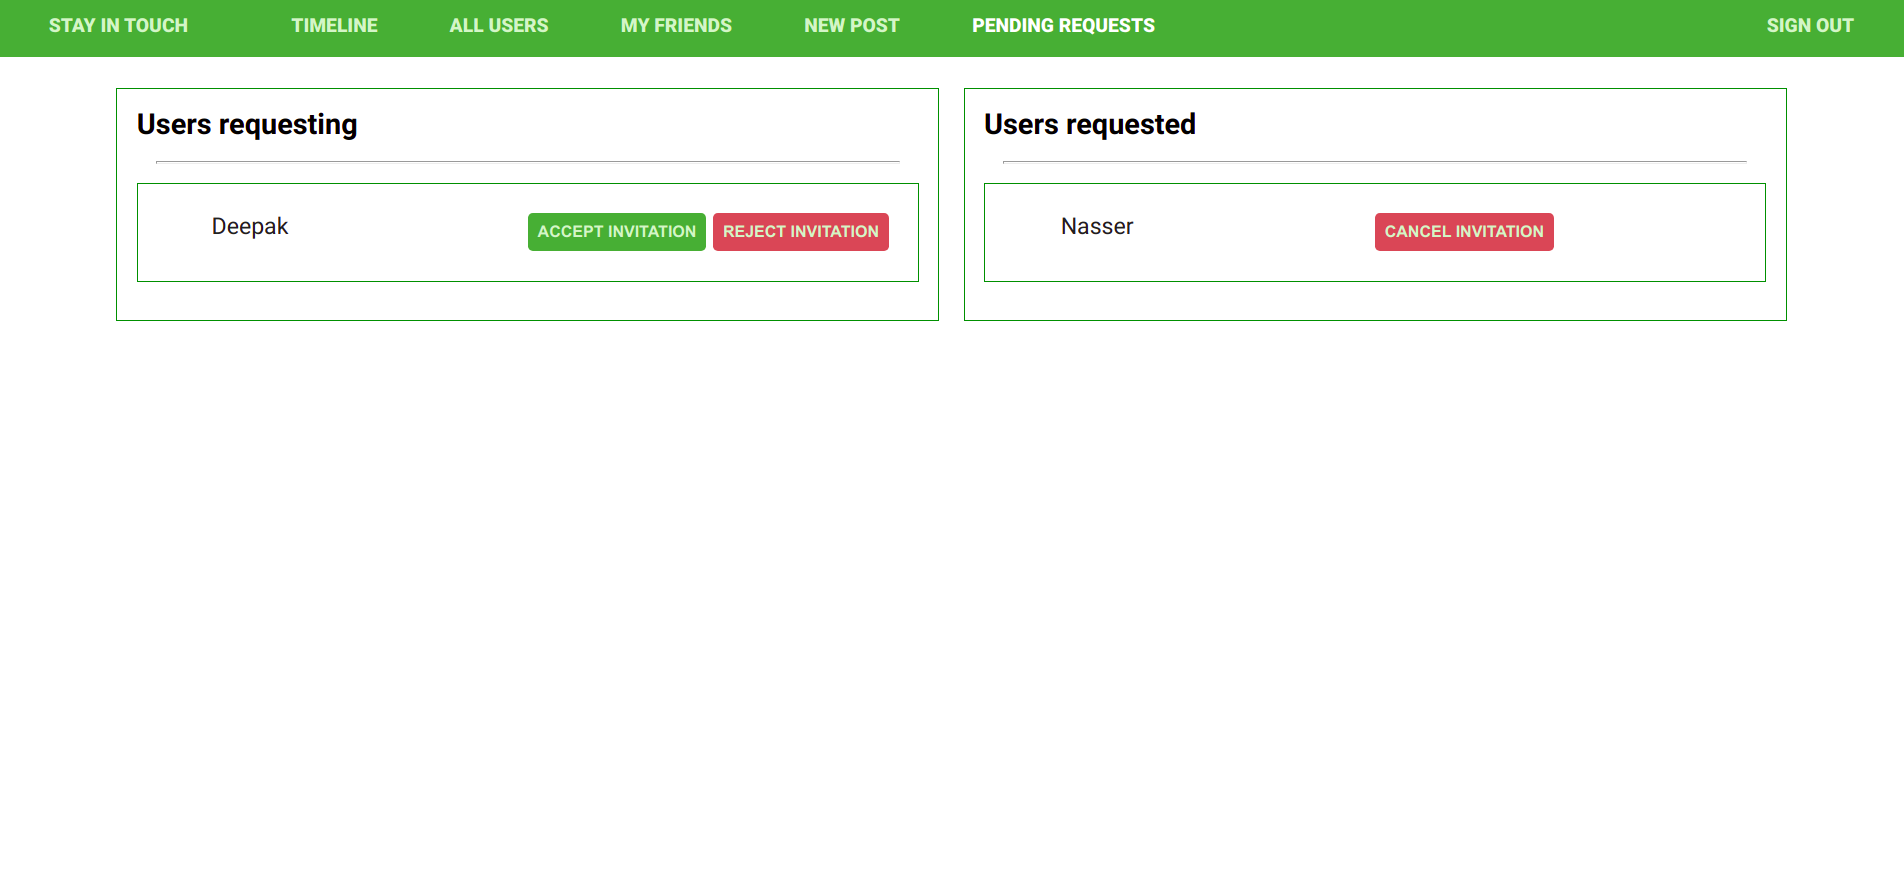 STAY IN TOUCH TIMELINE ALL USERS MY FRIENDS NEW POST PENDING REQUESTS SIGN OUT
Users requesting
Deepak ACCEPT INVITATION REJECT INVITATION
Users requested
Nasser CANCEL INVITATION